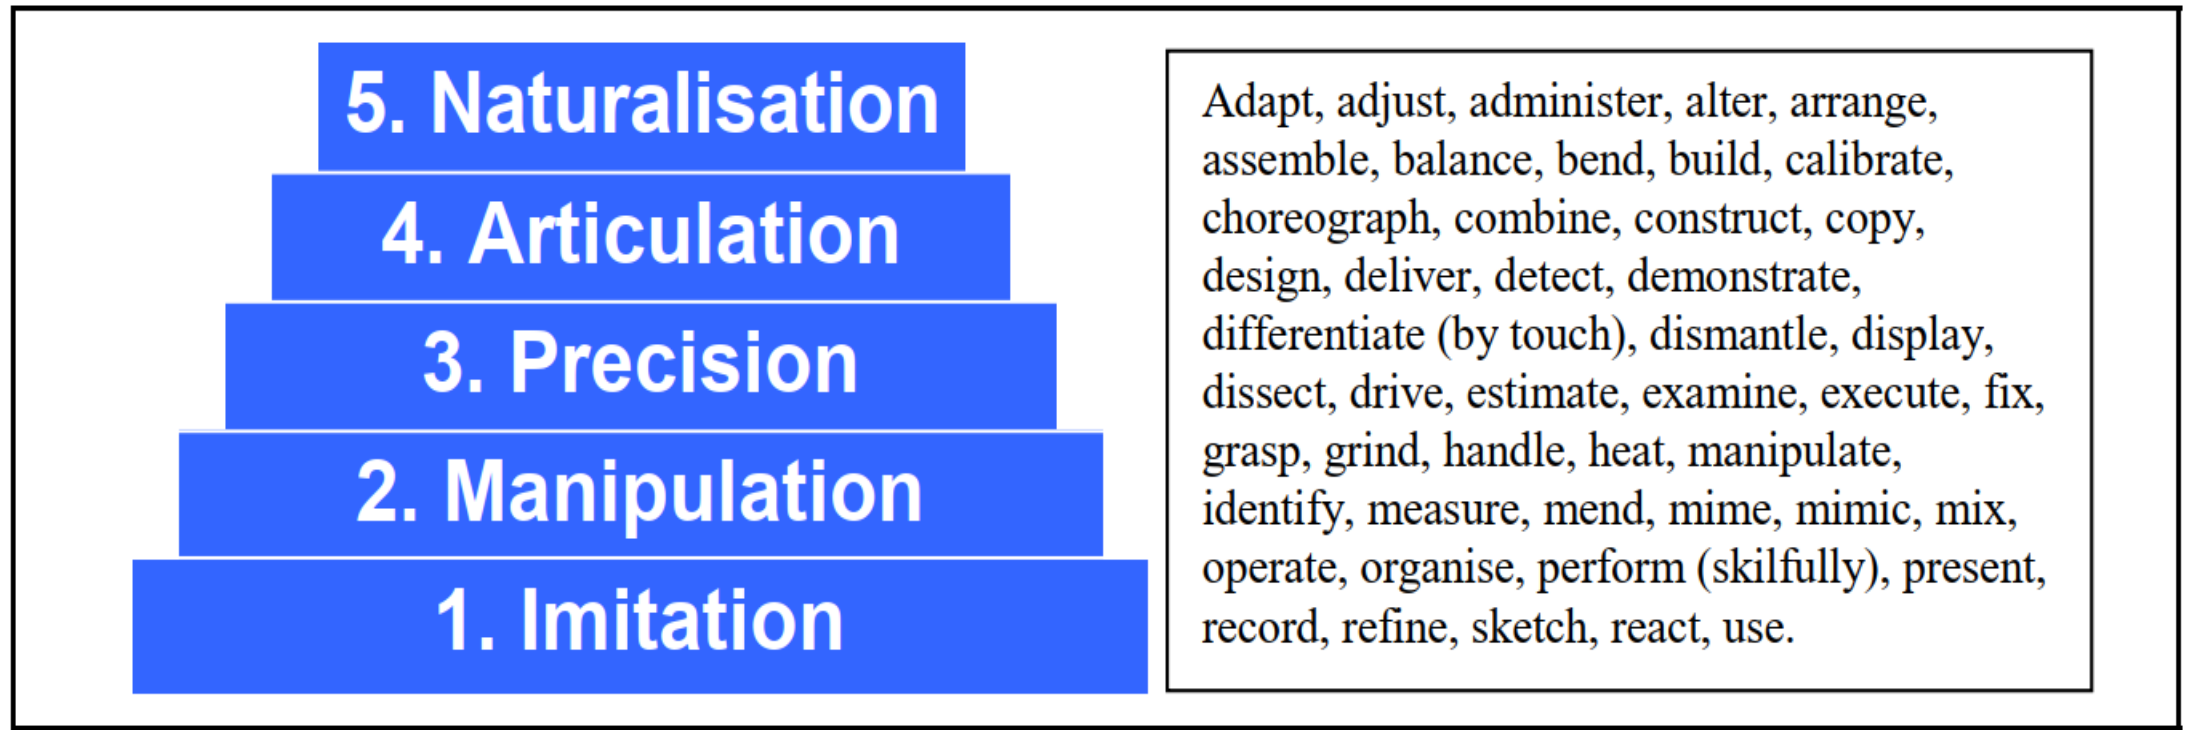 5. Naturalisation
4. Articulation
3. Precision
2. Manipulation
1. Imitation
Adapt, adjust, administer, alter, arrange,
assemble, balance, bend, build, calibrate,
choreograph, combine, construct, copy,
design, deliver, detect, demonstrate,
differentiate (by touch), dismantle, display,
dissect, drive, estimate, examine, execute, fix,
grasp, grind, handle, heat, manipulate,
identify, measure, mend, mime, mimic, mix,
operate, organise, perform (skilfully), present,
record, refine, sketch, react, use.